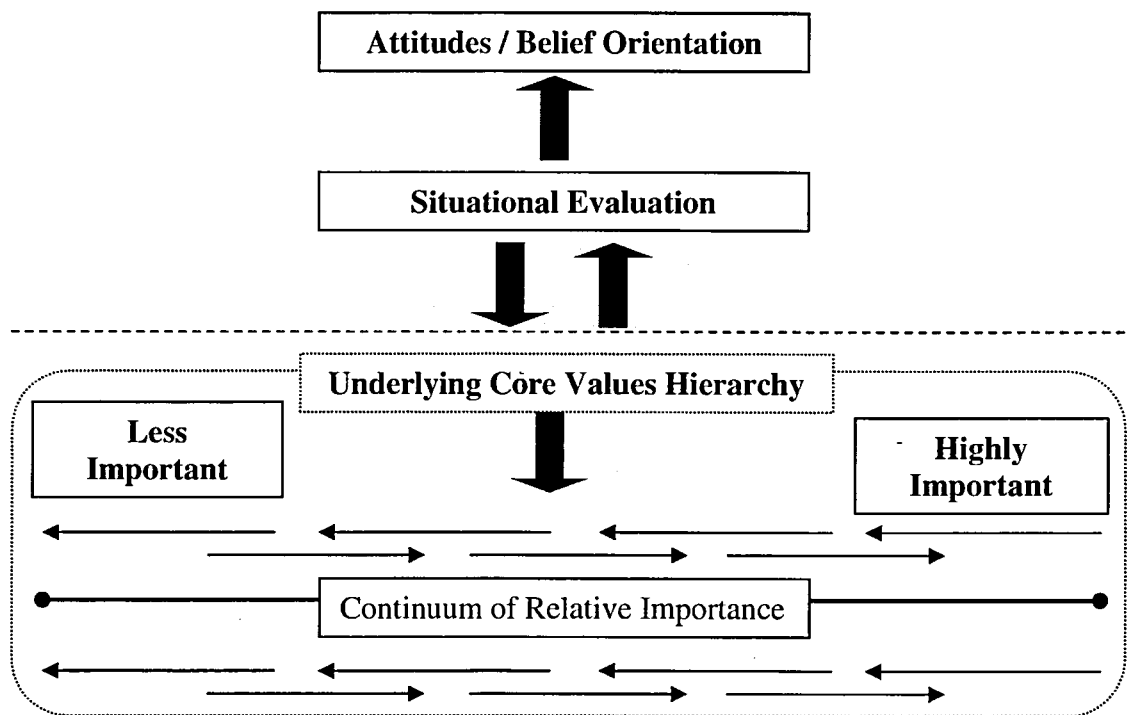 Attitudes / Belief Orientation
Situational Evaluation
Underlying Core Values Hierarchy
Less
Important
Highly
Important
Continuum of Relative Importance